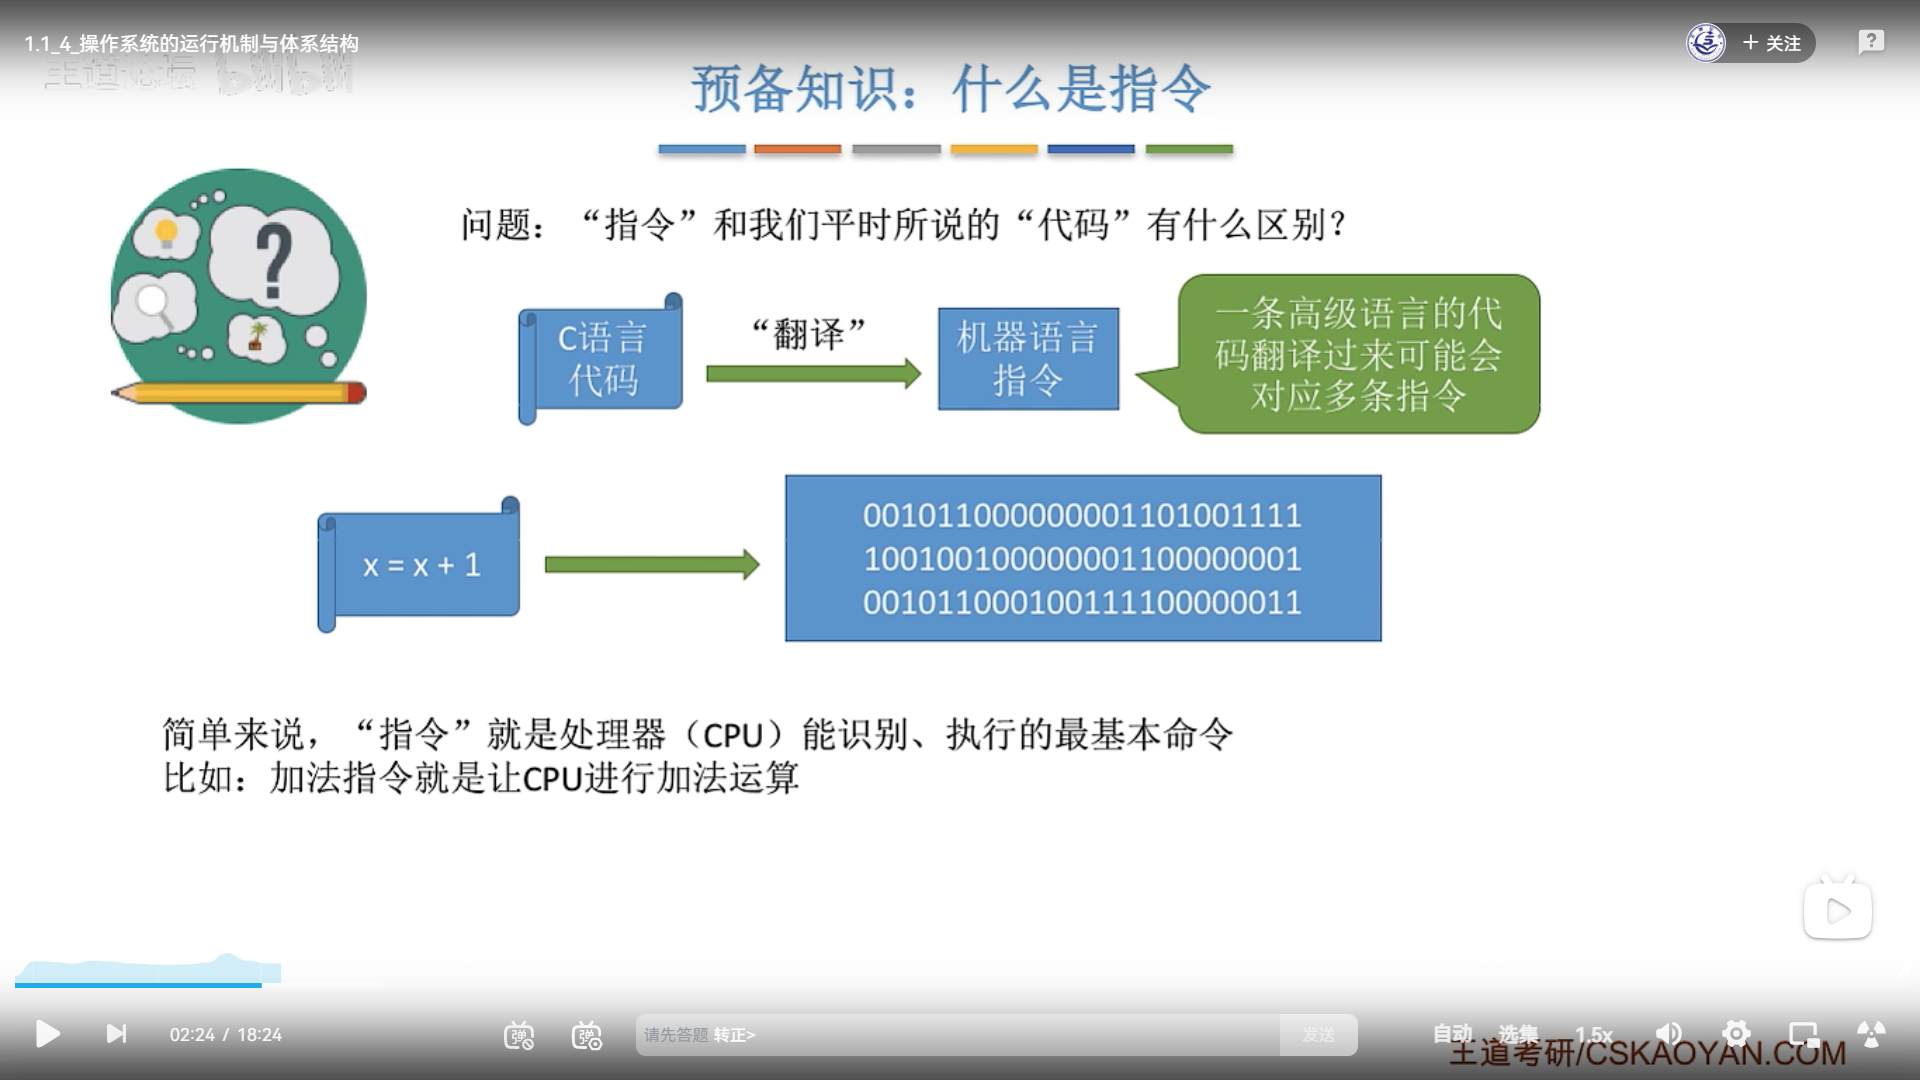 1.1_4_操作系统的运行机制与体系结构
+ 关注
?
王道论坛 bilibili
预备知识：什么是指令
?
问题：“指令”和我们平时所说的“代码”有什么区别？
C语言
代码
“翻译”
机器语言
指令
一条高级语言的代
码翻译过来可能会
对应多条指令
x = x + 1
001011000000001101001111
100100100000001100000001
001011000100111100000011
简单来说，“指令”就是处理器（CPU）能识别、执行的最基本命令
比如：加法指令就是让CPU进行加法运算
02:24 / 18:24
弹
弹
请先答题 转正>
发送
自动
选集
1.5x
王道考研/CSKAOYAN.COM